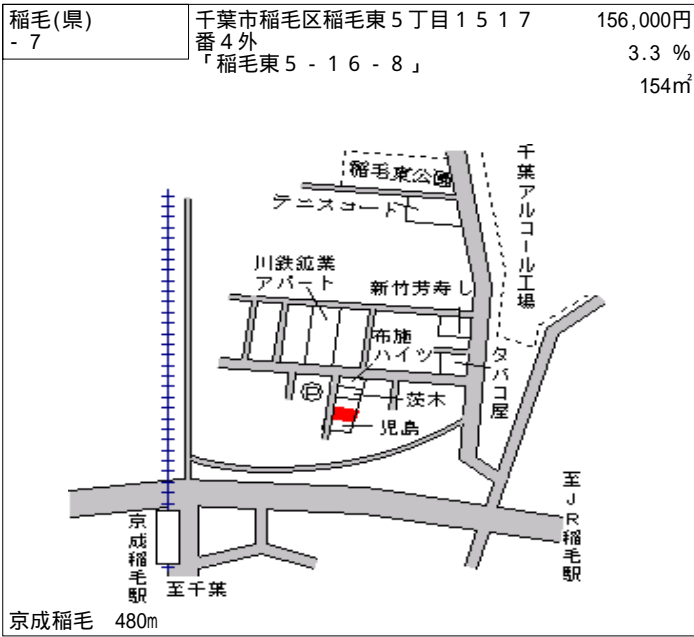 稲毛(県)
- 7
千葉市稲毛区稲毛東５丁目１５１７
番４外
「稲毛東５‐１６‐８」
156,000円
3.3 %
154㎡
稲毛東公園
テニスコート
千葉アルコール工場
川鉄鉱業
アパート
新竹芳寿し
布施
ハイツ
タバコ屋
茨木
児島
京成稲毛駅
至千葉
至ＪＲ稲毛駅
京成稲毛 480m